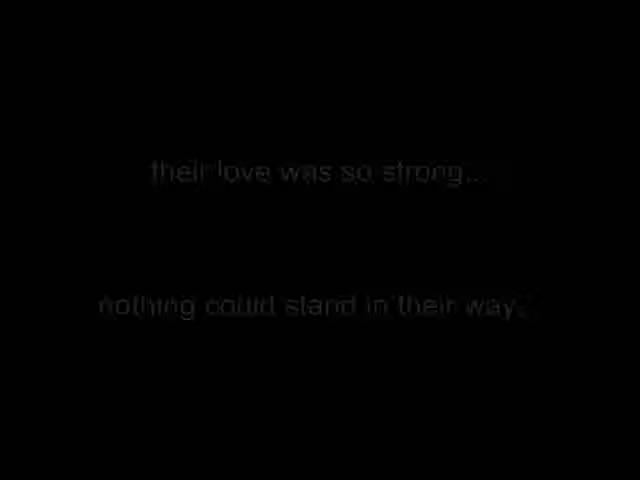 their love was so strong...
nothing could stand in their way..